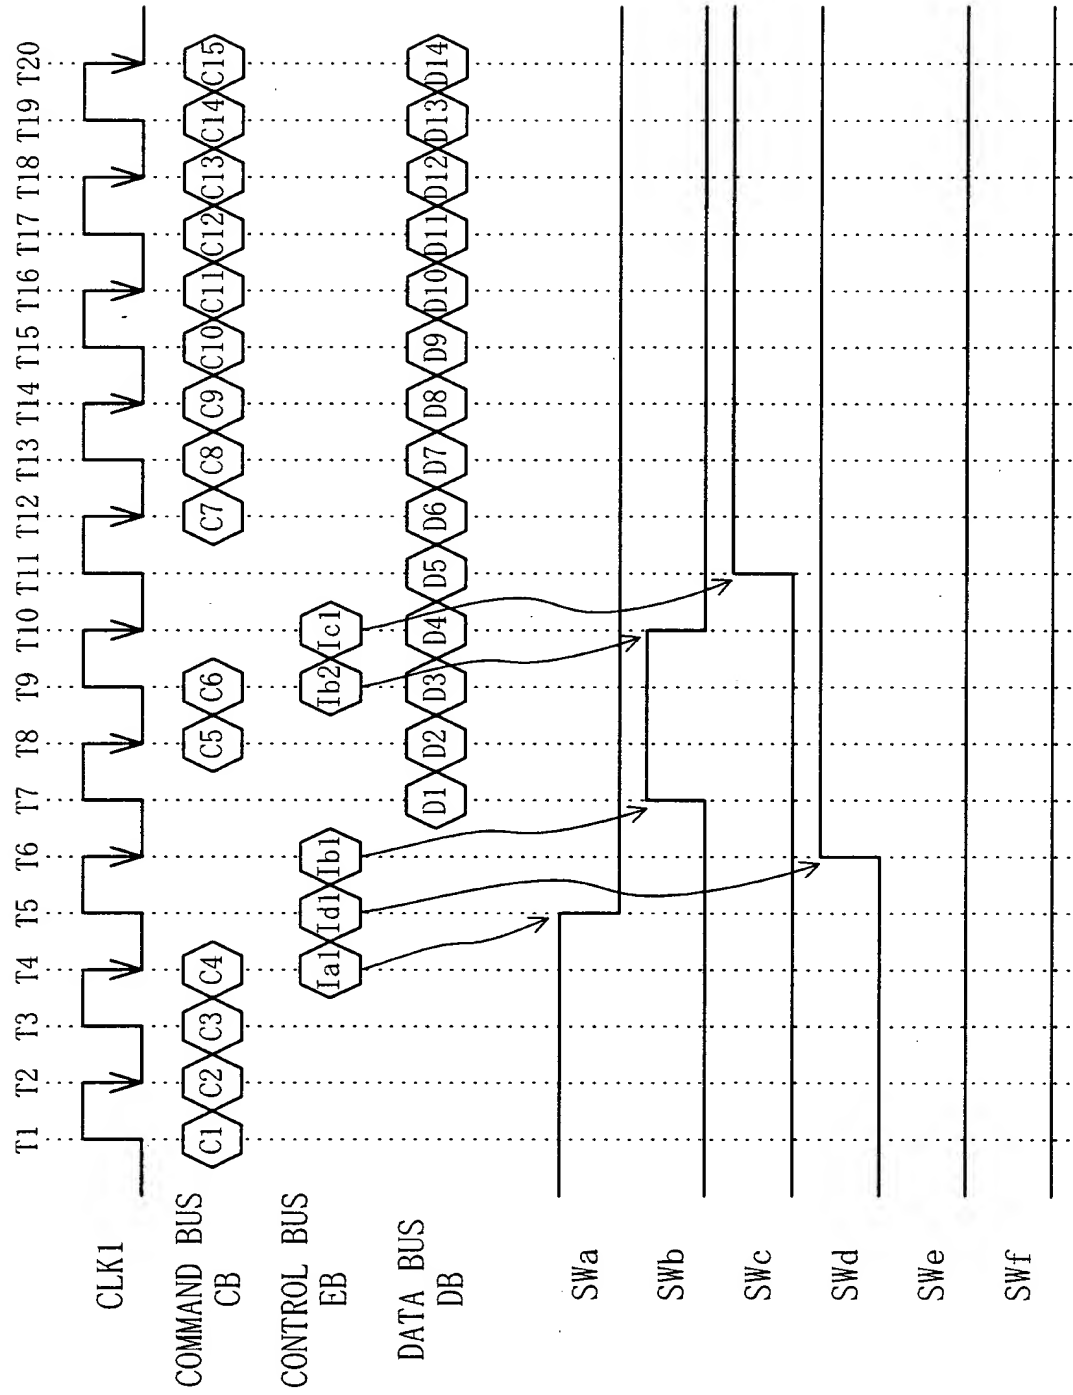 T1 T2 T3 T4 T5 T6 T7 T8 T9 T10 T11 T12 T13 T14 T15 T16 T17 T18 T19 T20
CLK1
COMMAND BUS
CB
C1 C2 C3 C4 C5 C6 C7 C8 C9 C10 C11 C12 C13 C14 C15
CONTROL BUS
EB
Ia1 Id1 Ib1 Ib2 Ic1
DATA BUS
DB
D1 D2 D3 D4 D5 D6 D7 D8 D9 D10 D11 D12 D13 D14
SWa
SWb
SWc
SWd
SWe
SWf